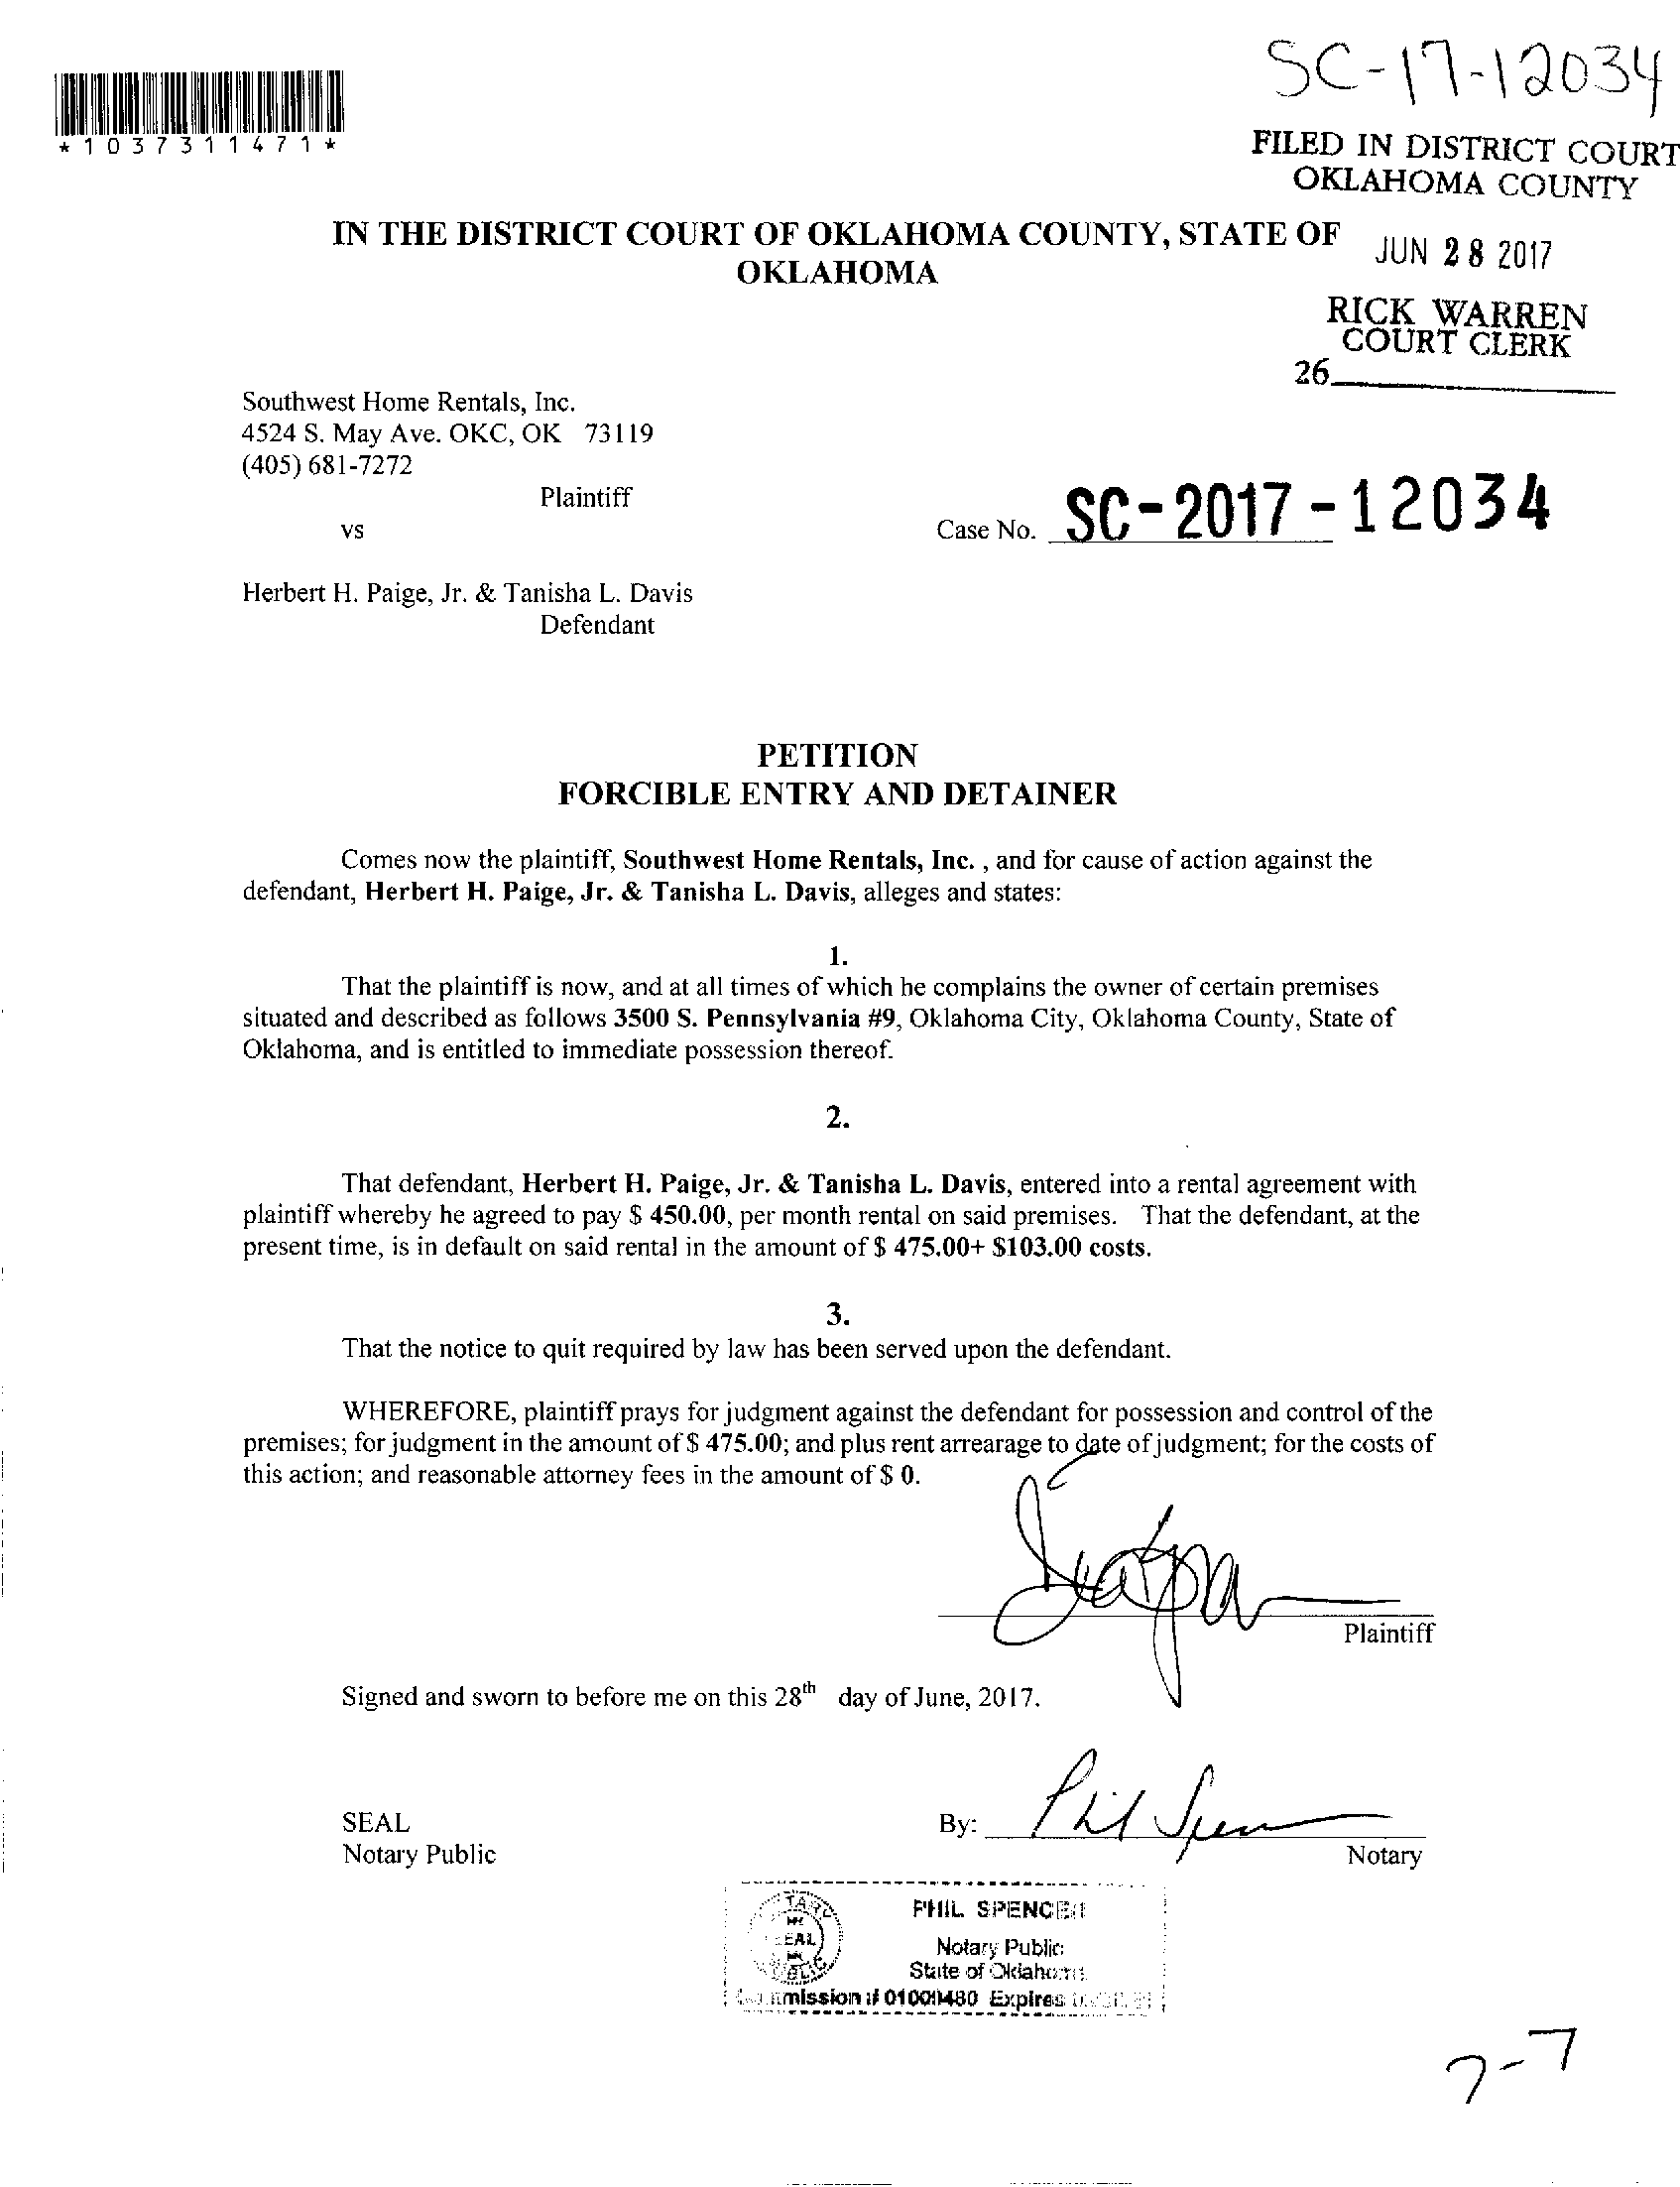 SC-17-12034
*1037311471*
FILED IN DISTRICT COURT
OKLAHOMA COUNTY
IN THE DISTRICT COURT OF OKLAHOMA COUNTY, STATE OF
OKLAHOMA
JUN 28 2017
RICK WARREN
COURT CLERK
26
Southwest Home Rentals, Inc.
4524 S. May Ave. OKC, OK 73119
(405) 681-7272
Plaintiff
vs
Case No. SC-2017-12034
Herbert H. Paige, Jr. & Tanisha L. Davis
Defendant
PETITION
FORCIBLE ENTRY AND DETAINER
Comes now the plaintiff, Southwest Home Rentals, Inc. , and for cause of action against the
defendant, Herbert H. Paige, Jr. & Tanisha L. Davis, alleges and states:
1.
That the plaintiff is now, and at all times of which he complains the owner of certain premises
situated and described as follows 3500 S. Pennsylvania #9, Oklahoma City, Oklahoma County, State of
Oklahoma, and is entitled to immediate possession thereof.
2.
That defendant, Herbert H. Paige, Jr. & Tanisha L. Davis, entered into a rental agreement with
plaintiff whereby he agreed to pay $ 450.00, per month rental on said premises. That the defendant, at the
present time, is in default on said rental in the amount of $ 475.00+ $103.00 costs.
3.
That the notice to quit required by law has been served upon the defendant.
WHEREFORE, plaintiff prays for judgment against the defendant for possession and control of the
premises; for judgment in the amount of $ 475.00; and plus rent arrearage to date of judgment; for the costs of
this action; and reasonable attorney fees in the amount of $ 0.
Plaintiff
Signed and sworn to before me on this 28th day of June, 2017.
SEAL
By: Phil Spencer
Notary Public
Notary
PHIL SPENCER
Notary Public
State of Oklahoma
Commission # 01009480 Expires
7-7